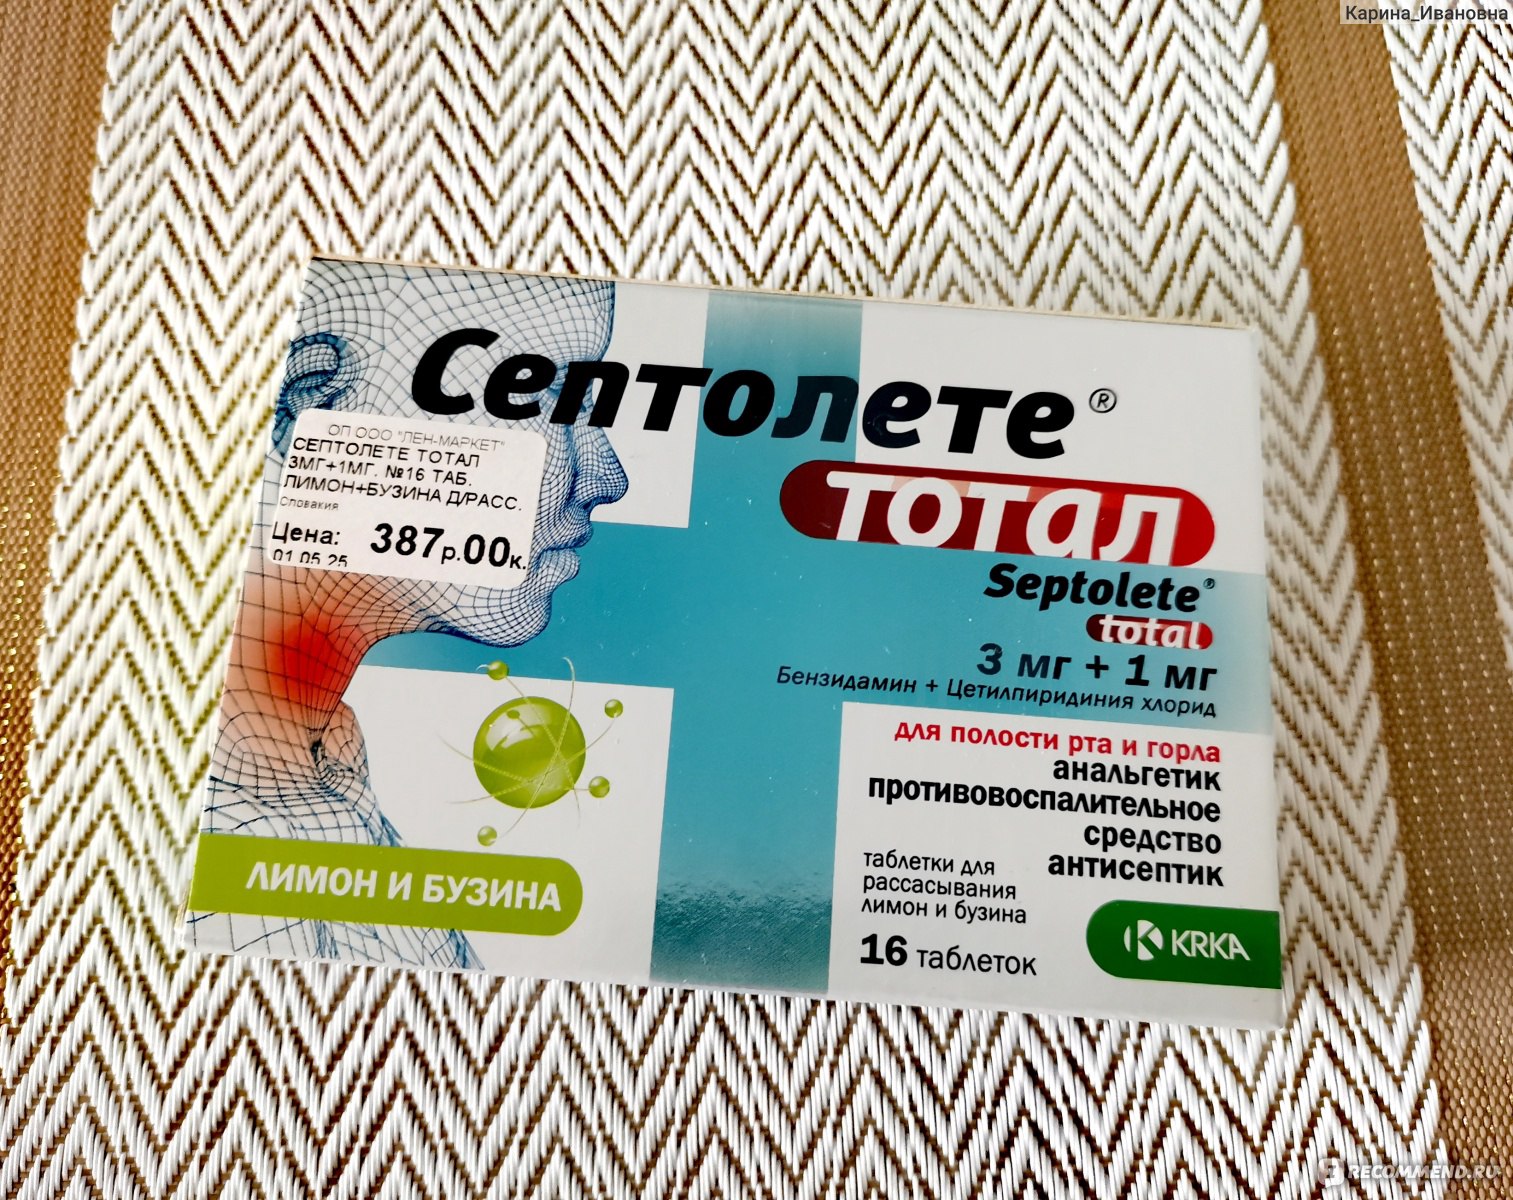 Карина_Ивановна
Септолете®
тотал
ОП ООО "ЛЕН-МАРКЕТ"
СЕПТОЛЕТЕ ТОТАЛ
3МГ+1МГ. №16 ТАБ.
ЛИМОН+БУЗИНА Д/РАСС.
Словакия
Цена: 387р.00к.
01.05.25
Septolete®
total
3 мг + 1 мг
Бензидамин + Цетилпиридиния хлорид
для полости рта и горла
анальгетик
противовоспалительное
средство
антисептик
таблетки для
рассасывания
лимон и бузина
16 таблеток
ЛИМОН И БУЗИНА
KRKA
RECOMMEND.RU